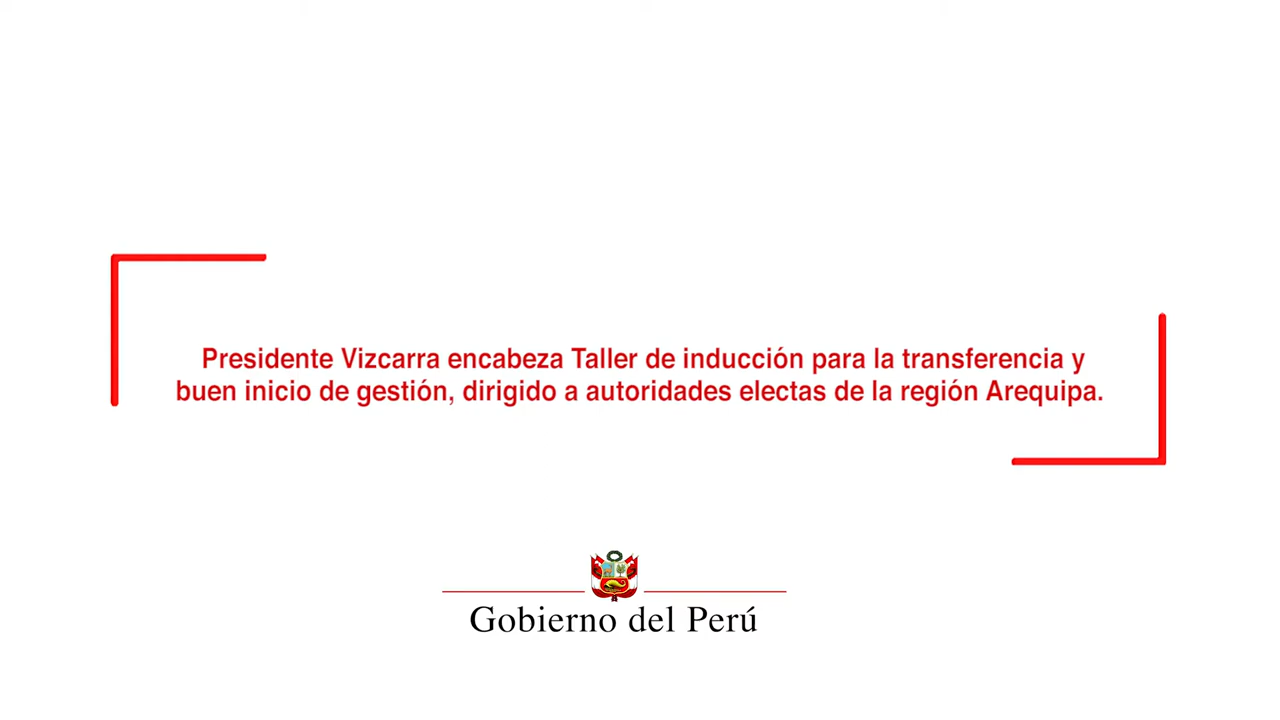 Presidente Vizcarra encabeza Taller de inducción para la transferencia y
buen inicio de gestión, dirigido a autoridades electas de la región Arequipa.
Gobierno del Perú